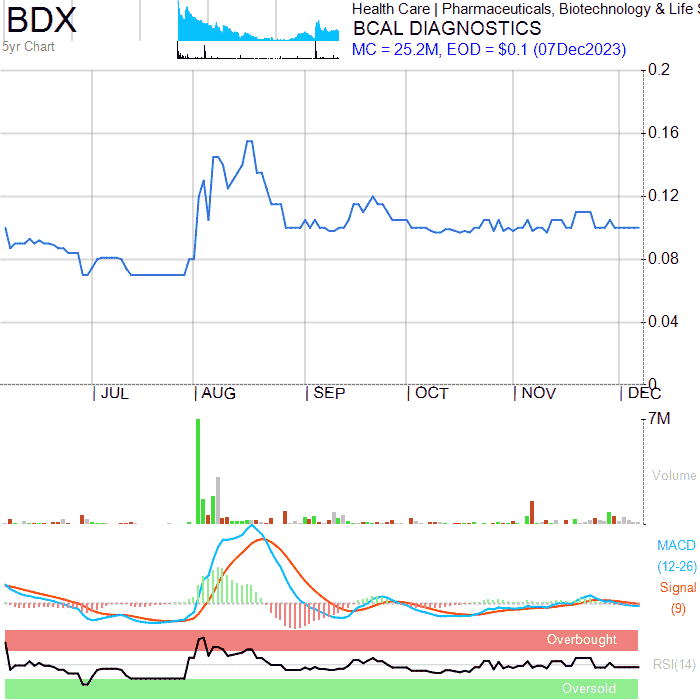 BDX
5yr Chart
Health Care | Pharmaceuticals, Biotechnology & Life
BCAL DIAGNOSTICS
MC = 25.2M, EOD = $0.1 (07Dec2023)
0.2
0.16
0.12
0.08
0.04
0
JUL
AUG
SEP
OCT
NOV
DEC
7M
Volume
MACD
(12-26)
Signal
(9)
Overbought
RSI(14)
Oversold